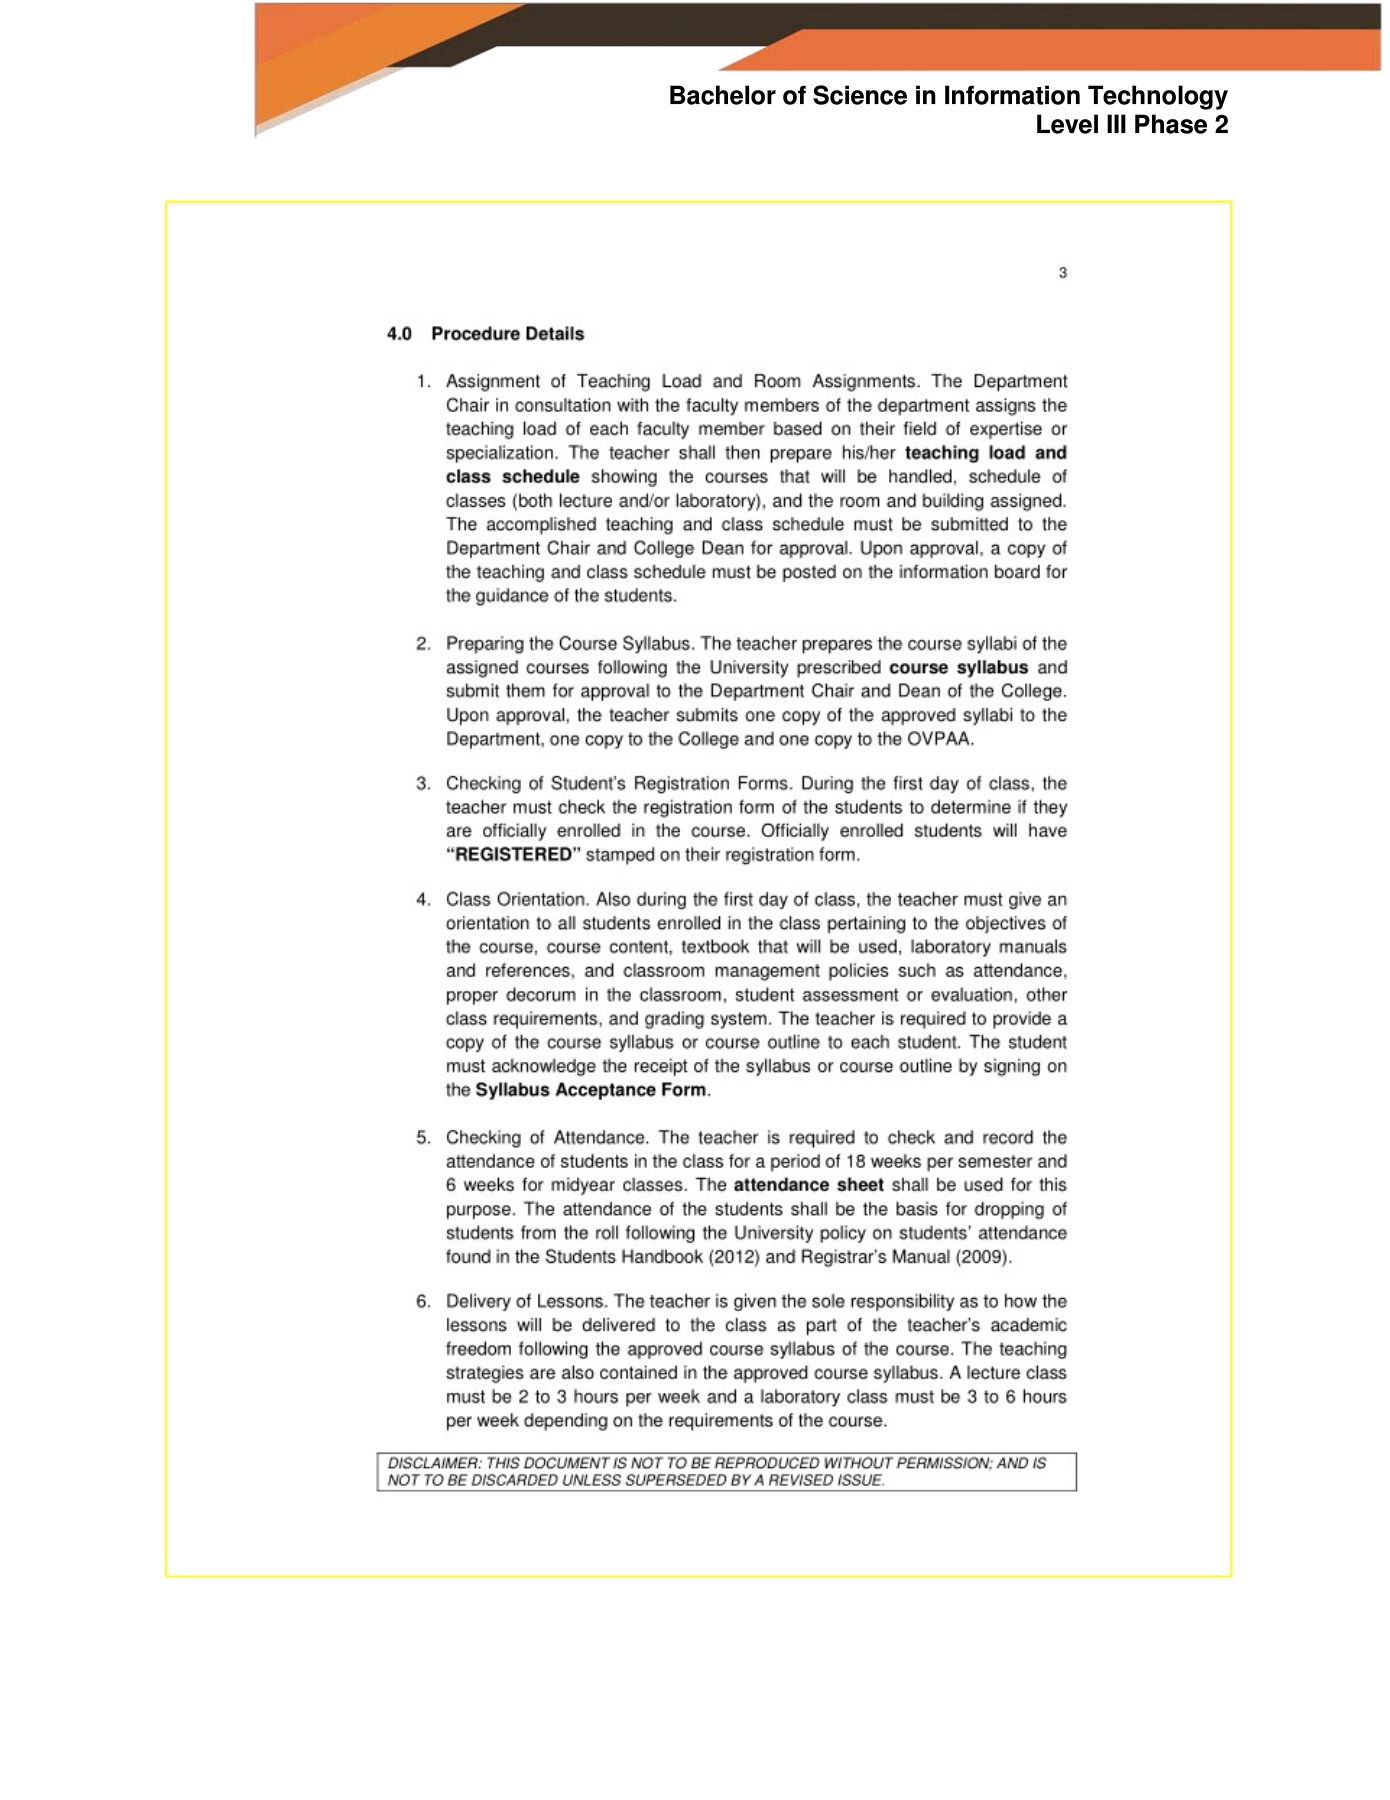 Bachelor of Science in Information Technology
Level III Phase 2
3
4.0 Procedure Details
1. Assignment of Teaching Load and Room Assignments. The Department
Chair in consultation with the faculty members of the department assigns the
teaching load of each faculty member based on their field of expertise or
specialization. The teacher shall then prepare his/her teaching load and
class schedule showing the courses that will be handled, schedule of
classes (both lecture and/or laboratory), and the room and building assigned.
The accomplished teaching and class schedule must be submitted to the
Department Chair and College Dean for approval. Upon approval, a copy of
the teaching and class schedule must be posted on the information board for
the guidance of the students.
2. Preparing the Course Syllabus. The teacher prepares the course syllabi of the
assigned courses following the University prescribed course syllabus and
submit them for approval to the Department Chair and Dean of the College.
Upon approval, the teacher submits one copy of the approved syllabi to the
Department, one copy to the College and one copy to the OVPAA.
3. Checking of Student's Registration Forms. During the first day of class, the
teacher must check the registration form of the students to determine if they
are officially enrolled in the course. Officially enrolled students will have
“REGISTERED” stamped on their registration form.
4. Class Orientation. Also during the first day of class, the teacher must give an
orientation to all students enrolled in the class pertaining to the objectives of
the course, course content, textbook that will be used, laboratory manuals
and references, and classroom management policies such as attendance,
proper decorum in the classroom, student assessment or evaluation, other
class requirements, and grading system. The teacher is required to provide a
copy of the course syllabus or course outline to each student. The student
must acknowledge the receipt of the syllabus or course outline by signing on
the Syllabus Acceptance Form.
5. Checking of Attendance. The teacher is required to check and record the
attendance of students in the class for a period of 18 weeks per semester and
6 weeks for midyear classes. The attendance sheet shall be used for this
purpose. The attendance of the students shall be the basis for dropping of
students from the roll following the University policy on students' attendance
found in the Students Handbook (2012) and Registrar's Manual (2009).
6. Delivery of Lessons. The teacher is given the sole responsibility as to how the
lessons will be delivered to the class as part of the teacher's academic
freedom following the approved course syllabus of the course. The teaching
strategies are also contained in the approved course syllabus. A lecture class
must be 2 to 3 hours per week and a laboratory class must be 3 to 6 hours
per week depending on the requirements of the course.
DISCLAIMER: THIS DOCUMENT IS NOT TO BE REPRODUCED WITHOUT PERMISSION; AND IS
NOT TO BE DISCARDED UNLESS SUPERSEDED BY A REVISED ISSUE.